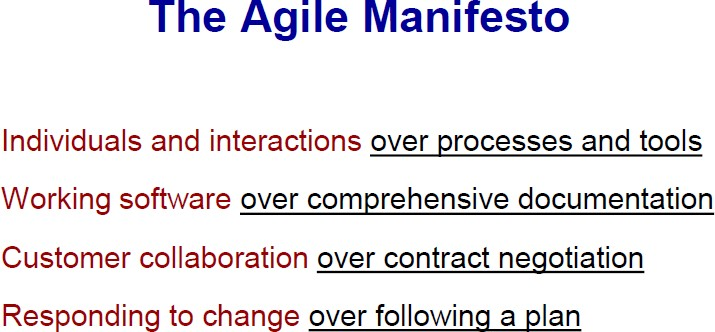 The Agile Manifesto
Individuals and interactions over processes and tools
Working software over comprehensive documentation
Customer collaboration over contract negotiation
Responding to change over following a plan